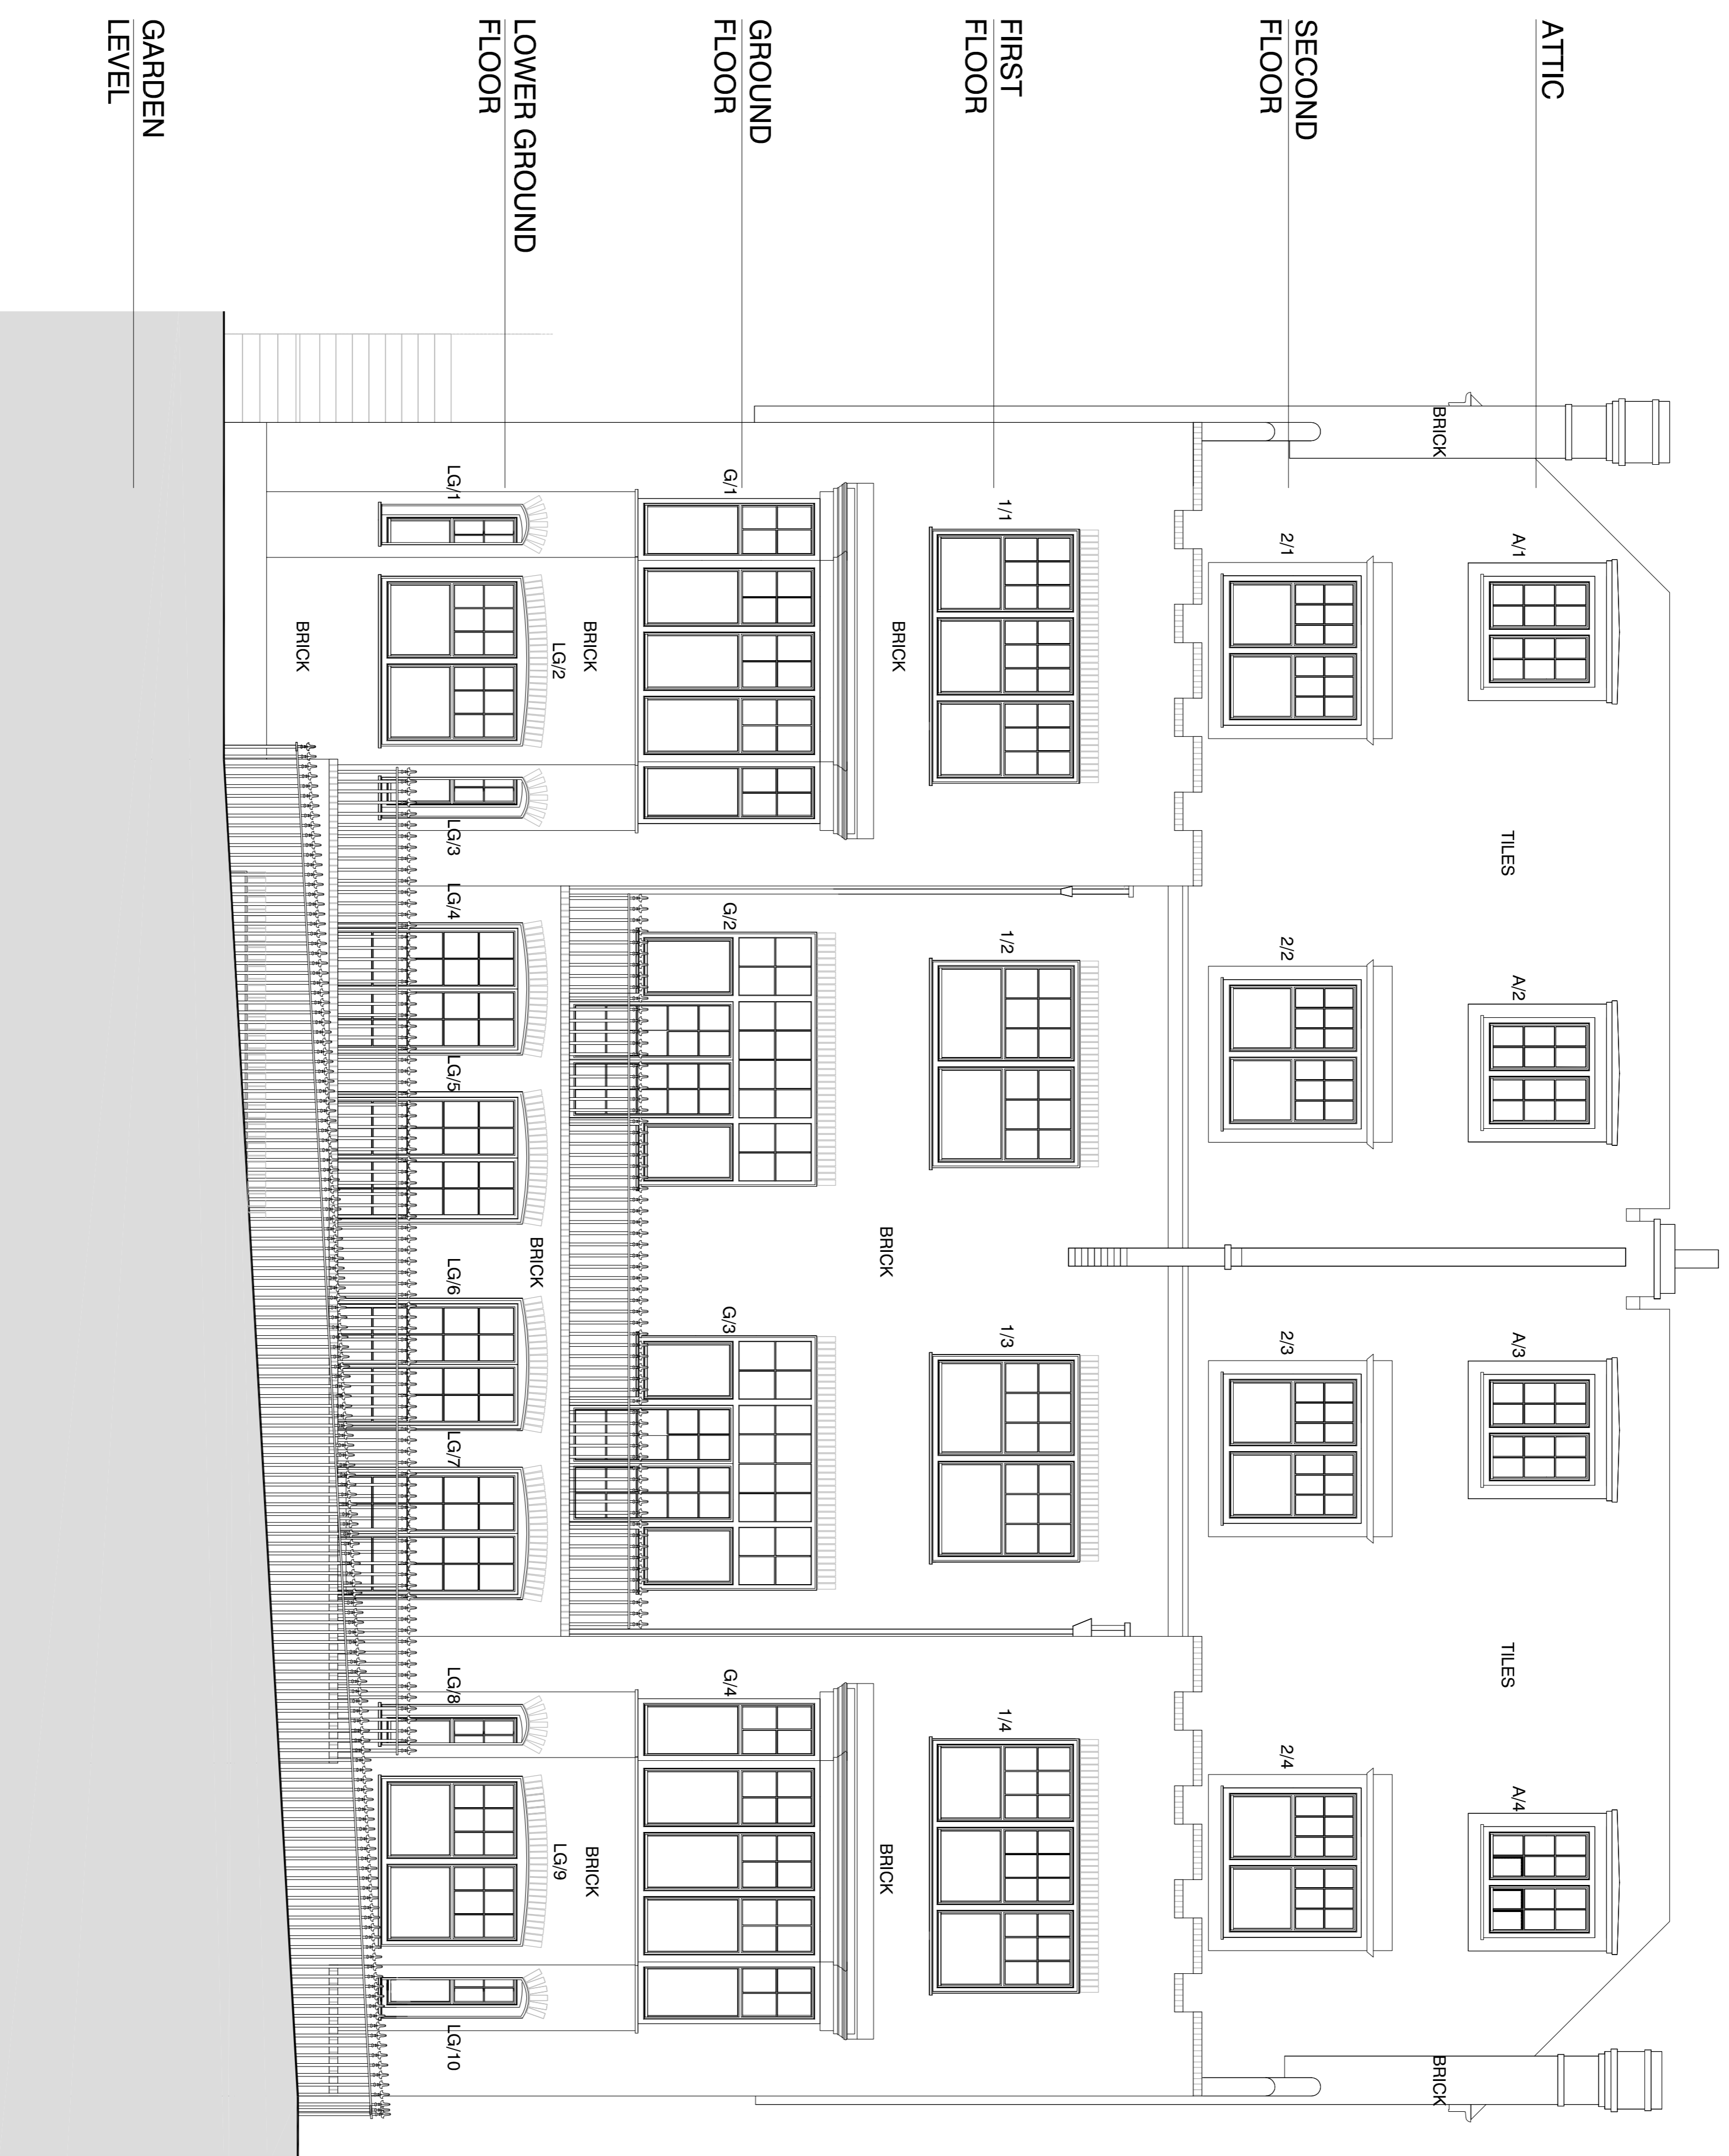 ATTIC
SECOND
FLOOR
FIRST
FLOOR
GROUND
FLOOR
LOWER GROUND
FLOOR
GARDEN
LEVEL
BRICK
BRICK
A/1
TILES
A/2
A/3
TILES
A/4
2/1
2/2
2/3
2/4
1/1
1/2
1/3
1/4
BRICK
BRICK
BRICK
G/1
G/2
G/3
G/4
BRICK
LG/2
BRICK
BRICK
LG/9
LG/1
LG/3
LG/4
LG/5
LG/6
LG/7
LG/8
LG/10
BRICK